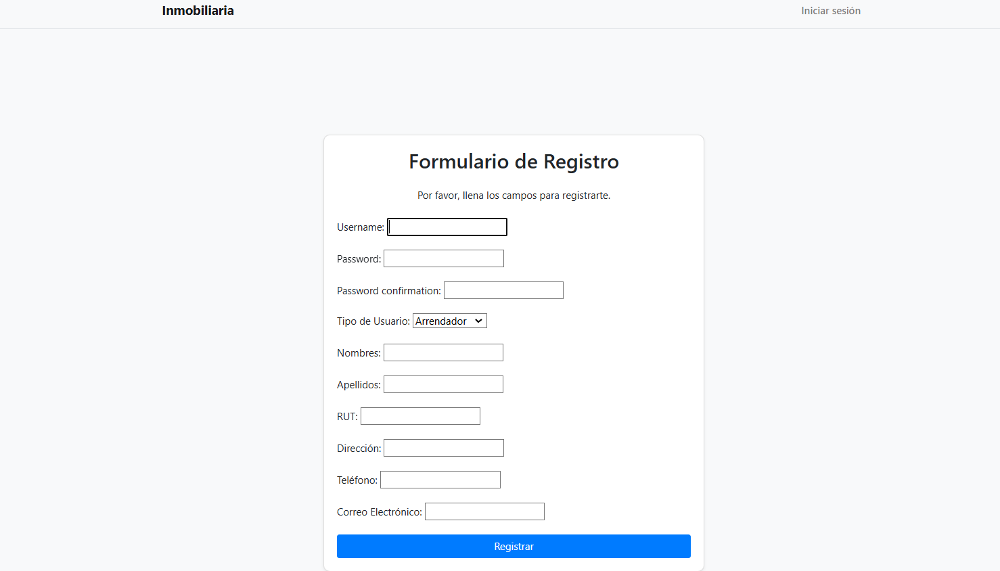 Inmobiliaria
Iniciar sesión
Formulario de Registro
Por favor, llena los campos para registrarte.
Username:
Password:
Password confirmation:
Tipo de Usuario: Arrendador
Nombres:
Apellidos:
RUT:
Dirección:
Teléfono:
Correo Electrónico:
Registrar